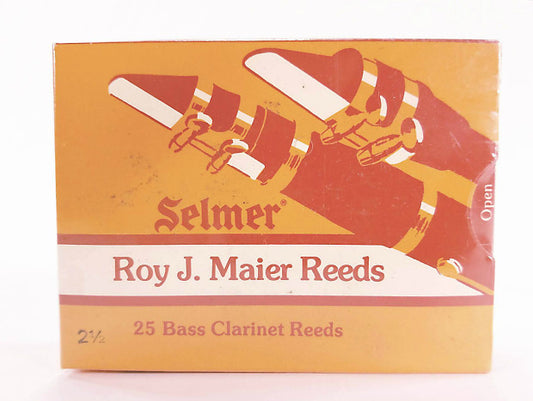 Selmer®
Open
Roy J. Maier Reeds
25 Bass Clarinet Reeds
2½